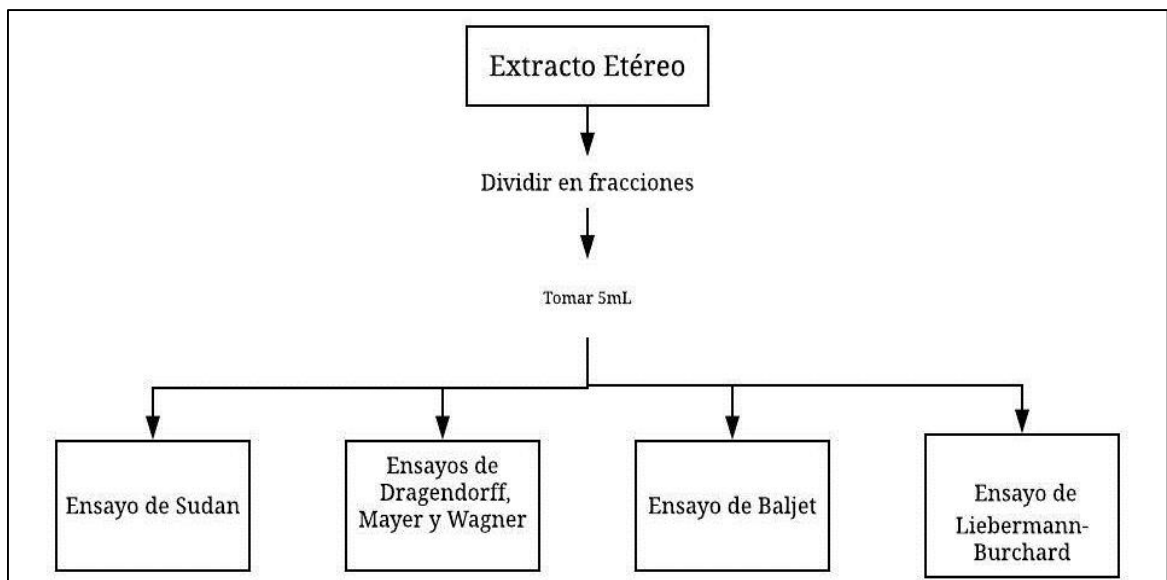 Extracto Etéreo
Dividir en fracciones
Tomar 5mL
Ensayo de Sudan
Ensayos de
Dragendorff,
Mayer y Wagner
Ensayo de Baljet
Ensayo de
Liebermann-
Burchard